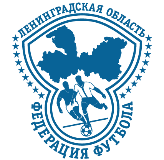 ЛЕНИНГРАДСКАЯ ОБЛАСТЬ
ФЕДЕРАЦИЯ ФУТБОЛА